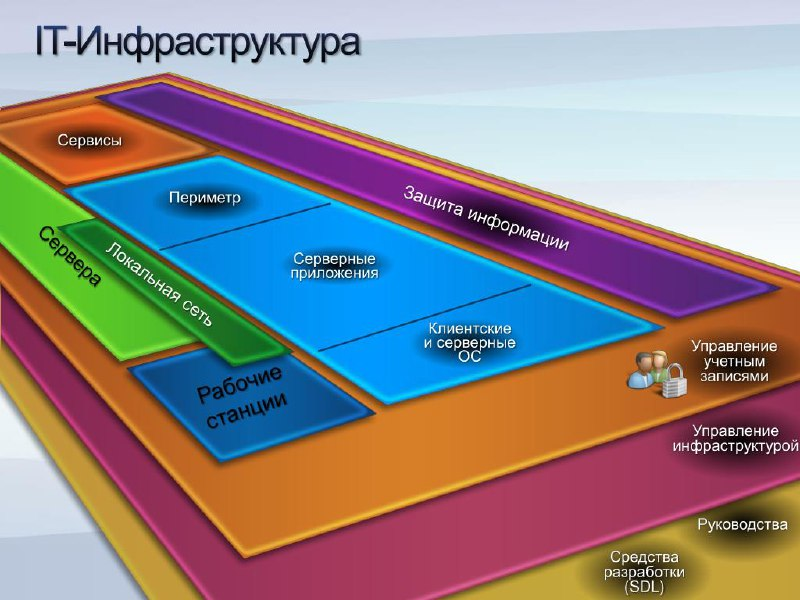 IT-Инфраструктура
Сервисы
Периметр
Защита информации
Сервера
Локальная сеть
Серверные
приложения
Клиентские
и серверные
ОС
Рабочие
станции
Управление
учетным
записями
Управление
инфраструктурой
Руководства
Средства
разработки
(SDL)